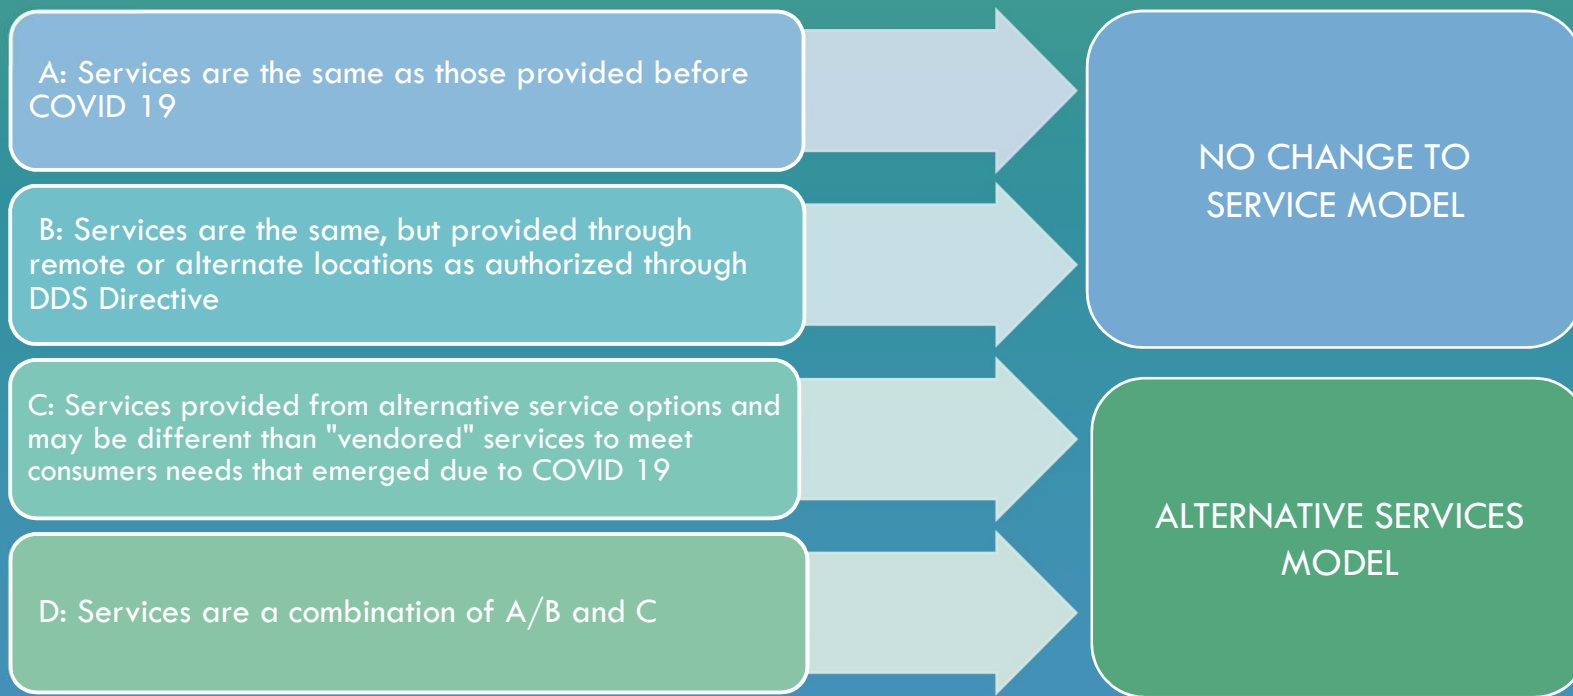 A: Services are the same as those provided before
COVID 19
B: Services are the same, but provided through
remote or alternate locations as authorized through
DDS Directive
C: Services provided from alternative service options and
may be different than "vendored" services to meet
consumers needs that emerged due to COVID 19
D: Services are a combination of A/B and C
NO CHANGE TO
SERVICE MODEL
ALTERNATIVE SERVICES
MODEL